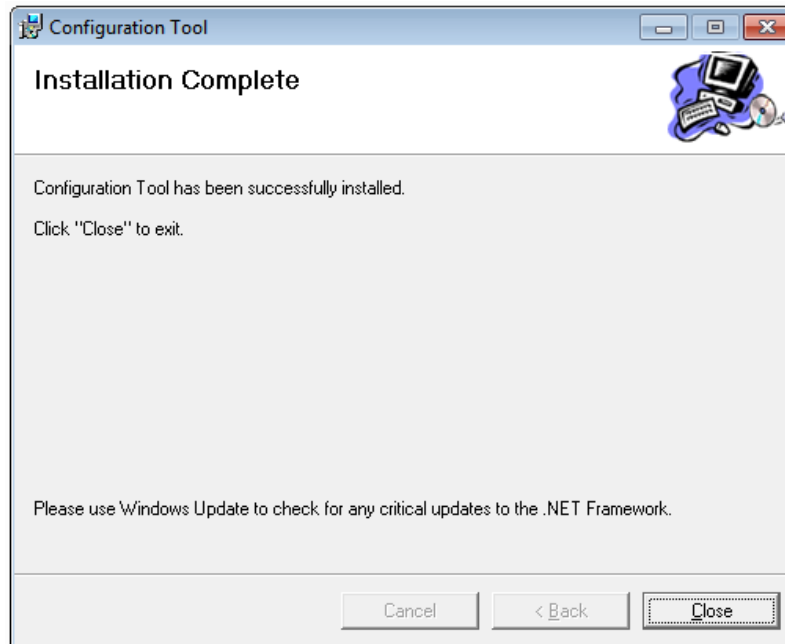 Configuration Tool
Installation Complete
Configuration Tool has been successfully installed.
Click "Close" to exit.
Please use Windows Update to check for any critical updates to the .NET Framework.
Cancel
< Back
Close